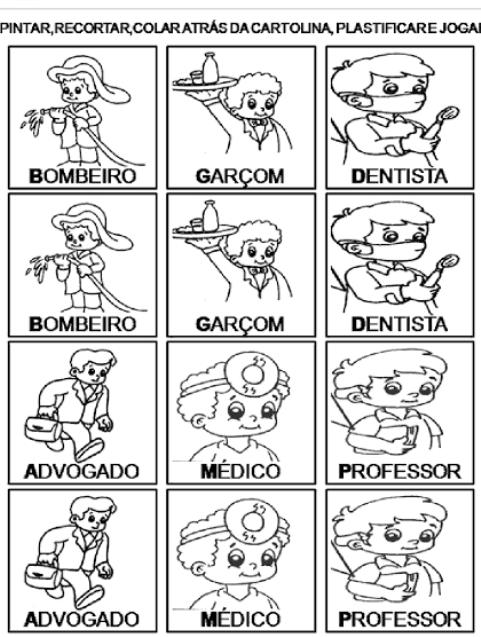 PINTAR, RECORTAR, COLAR ATRÁS DA CARTOLINA, PLASTIFICAR E JOGAR
BOMBEIRO GARÇOM DENTISTA
BOMBEIRO GARÇOM DENTISTA
ADVOGADO MÉDICO PROFESSOR
ADVOGADO MÉDICO PROFESSOR